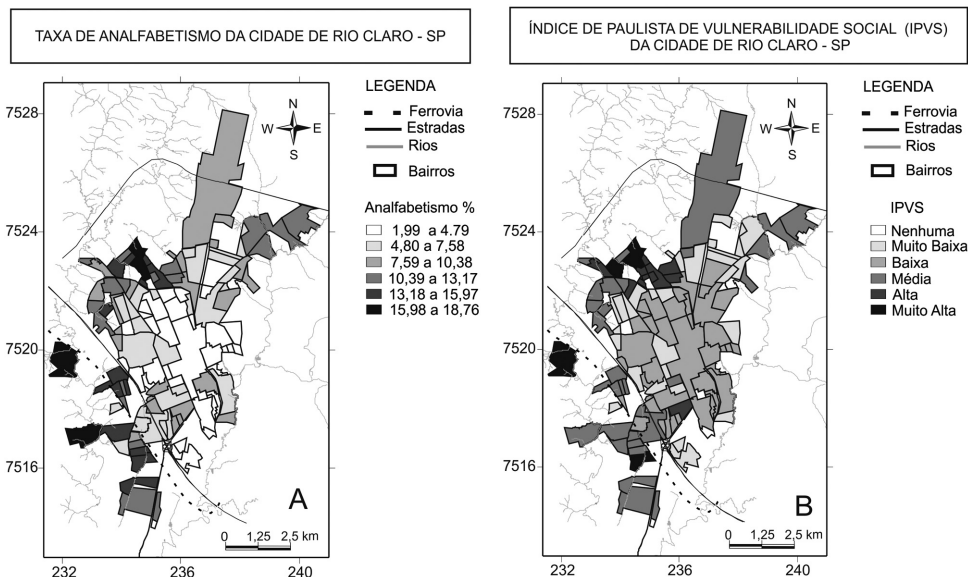 TAXA DE ANALFABETISMO DA CIDADE DE RIO CLARO - SP
LEGENDA
Ferrovia
Estradas
Rios
Bairros
Analfabetismo %
1,99 a 4.79
4,80 a 7,58
7,59 a 10,38
10,39 a 13,17
13,18 a 15,97
15,98 a 18,76
N
W E
S
7528
7524
7520
7516
A
0 1,25 2,5 km
232 236 240
ÍNDICE DE PAULISTA DE VULNERABILIDADE SOCIAL (IPVS)
DA CIDADE DE RIO CLARO - SP
LEGENDA
Ferrovia
Estradas
Rios
Bairros
IPVS
Nenhuma
Muito Baixa
Baixa
Média
Alta
Muito Alta
N
W E
S
7528
7524
7520
7516
B
0 1,25 2,5 km
232 236 240